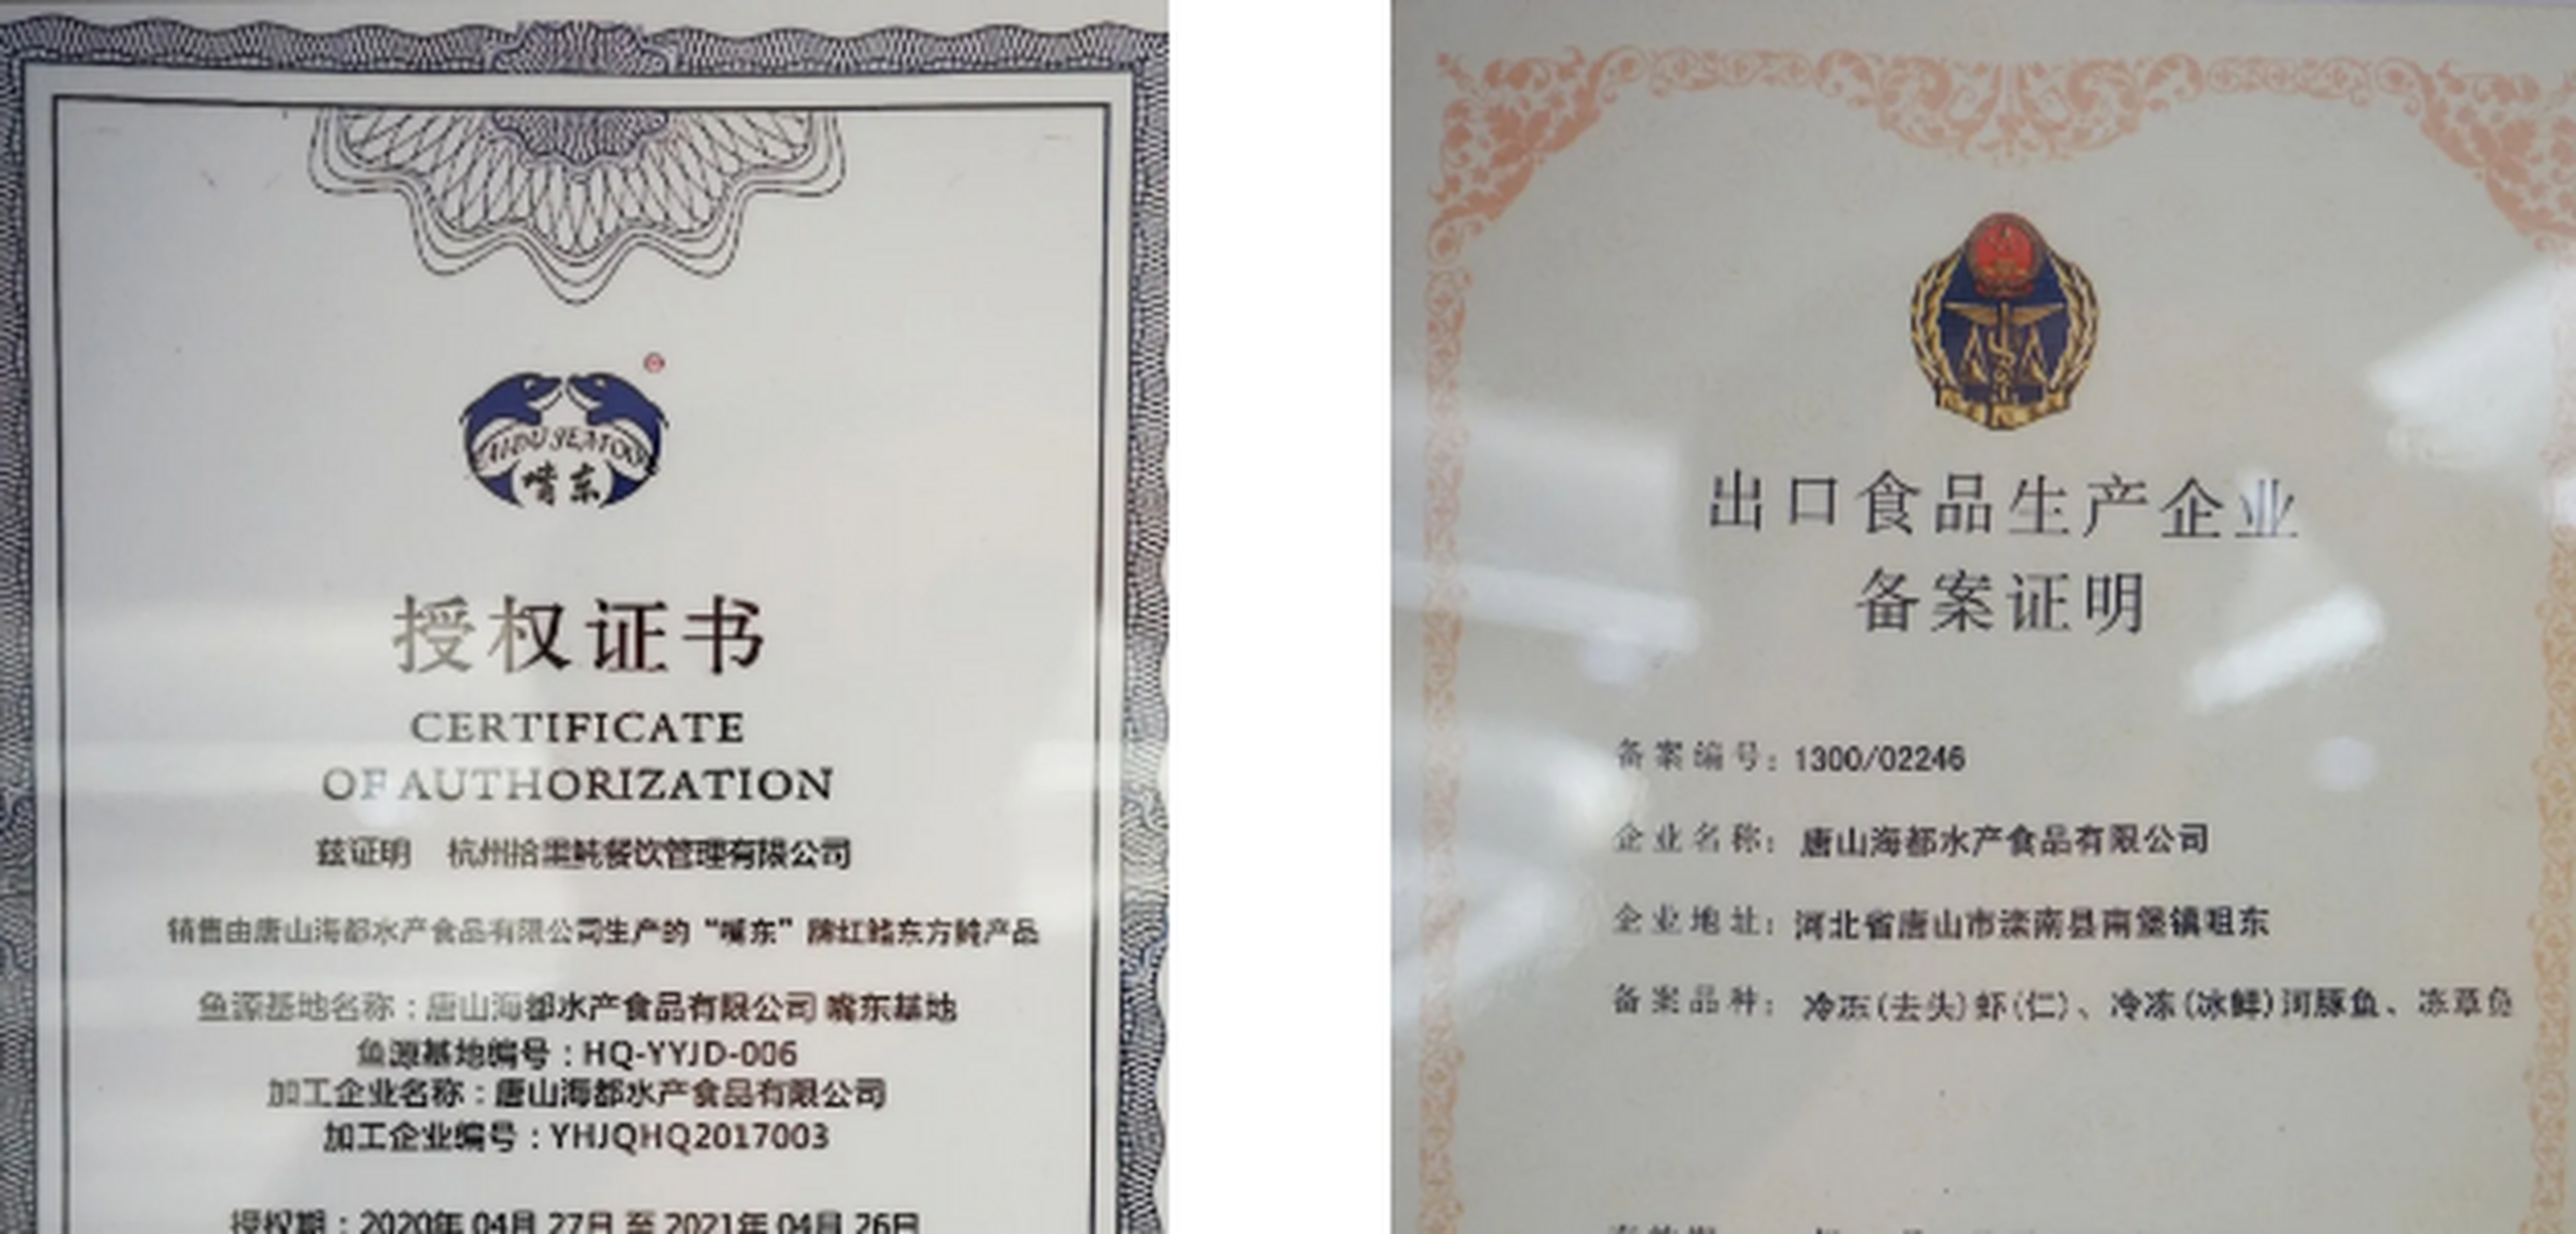 嘴东
授权证书
CERTIFICATE
OF AUTHORIZATION
兹证明 杭州拾里鲀餐饮管理有限公司
销售由唐山海都水产食品有限公司生产的“嘴东”牌红鳍东方鲀产品
鱼源基地名称：唐山海都水产食品有限公司 嘴东基地
鱼源基地编号：HQ-YYJD-006
加工企业名称：唐山海都水产食品有限公司
加工企业编号：YHJQHQ2017003
授权期：2020年 04月 27日 至 2021年 04月 26日
出口食品生产企业
备案证明
备案编号：1300/02246
企业名称：唐山海都水产食品有限公司
企业地址：河北省唐山市滦南县南堡镇咀东
备案品种：冷冻(去头)虾(仁)、冷冻(冰鲜)河豚鱼、冻章鱼